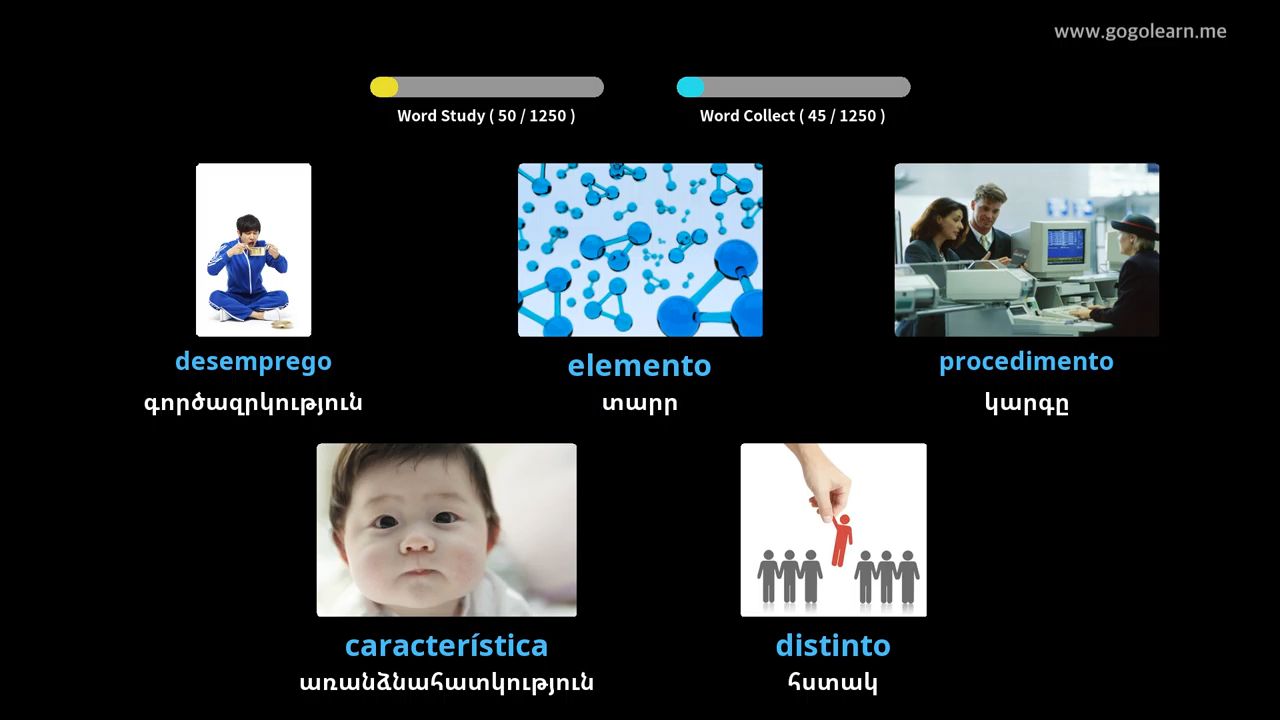 www.gogolearn.me
Word Study ( 50 / 1250 )
Word Collect ( 45 / 1250 )
desemprego
գործազրկություն
elemento
տարր
procedimento
կարգը
característica
առանձնահատկություն
distinto
հստակ